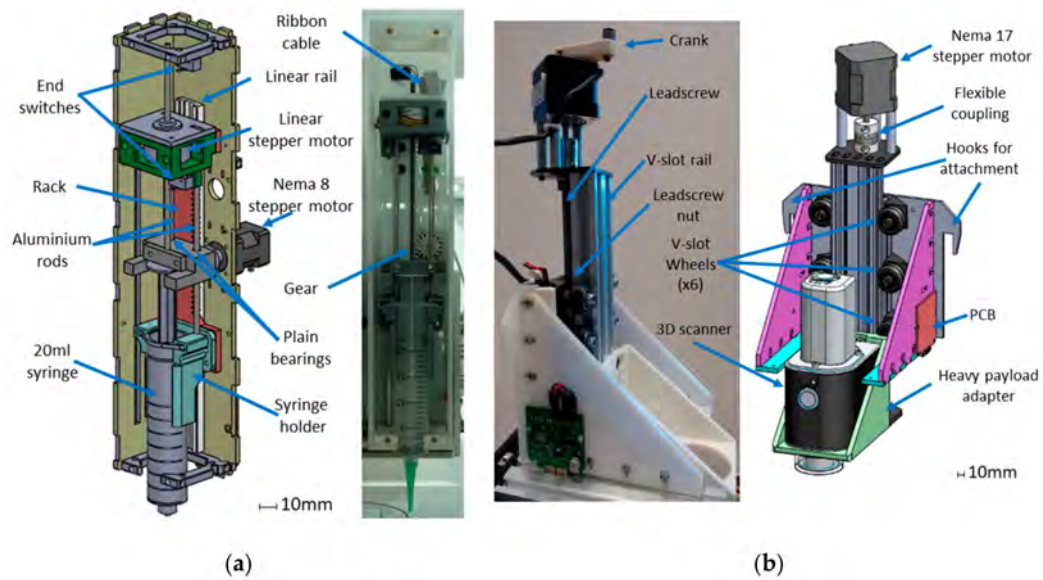 End
switches
Rack
Aluminium
rods
20ml
syringe
Ribbon
cable
Linear rail
Linear
stepper motor
Nema 8
stepper motor
Gear
Plain
bearings
Syringe
holder
10mm
(a)
Crank
Leadscrew
V-slot rail
Leadscrew
nut
V-slot
Wheels
(x6)
3D scanner
Nema 17
stepper motor
Flexible
coupling
Hooks for
attachment
PCB
Heavy payload
adapter
10mm
(b)